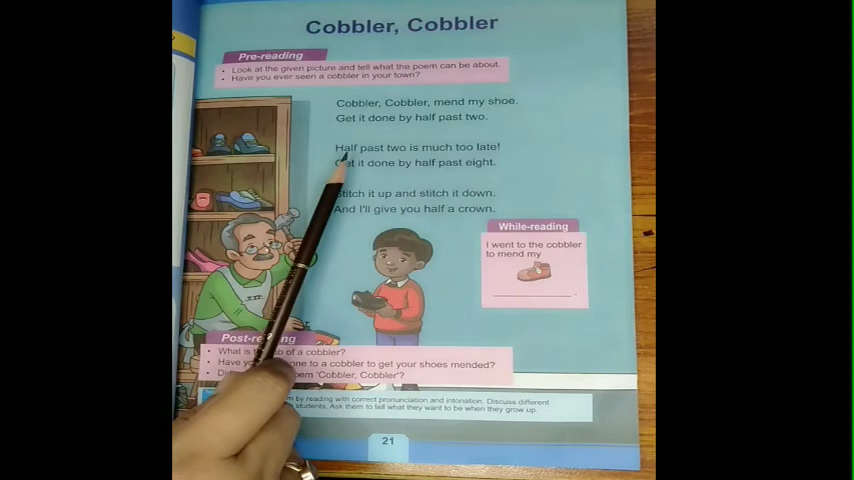 Cobbler, Cobbler
Pre-reading
• Look at the given picture and tell what the poem can be about.
• Have you ever seen a cobbler in your town?
Cobbler, Cobbler, mend my shoe.
Get it done by half past two.
Half past two is much too late!
Get it done by half past eight.
Stitch it up and stitch it down.
And I'll give you half a crown.
While-reading
I went to the cobbler
to mend my
____________.
Post-reading
• What is of a cobbler?
• Have to a cobbler to get your shoes mended?
• 'Cobbler, Cobbler'?
by reading with correct pronunciation and intonation. Discuss different
students. Ask them to tell what they want to be when they grow up.
21